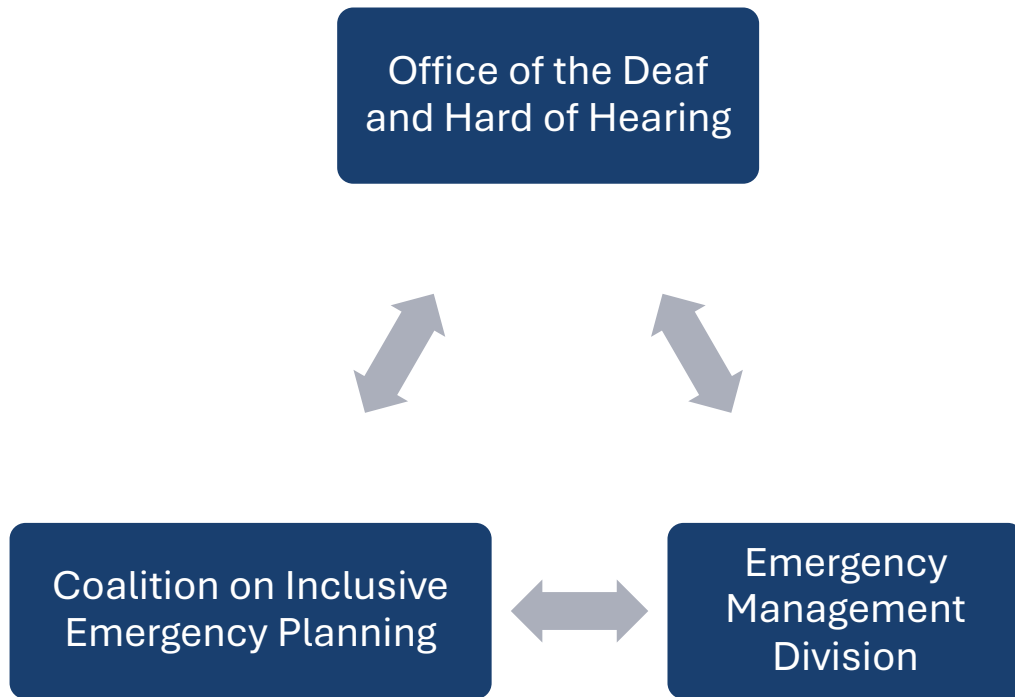 Office of the Deaf
and Hard of Hearing
Coalition on Inclusive
Emergency Planning
Emergency
Management
Division